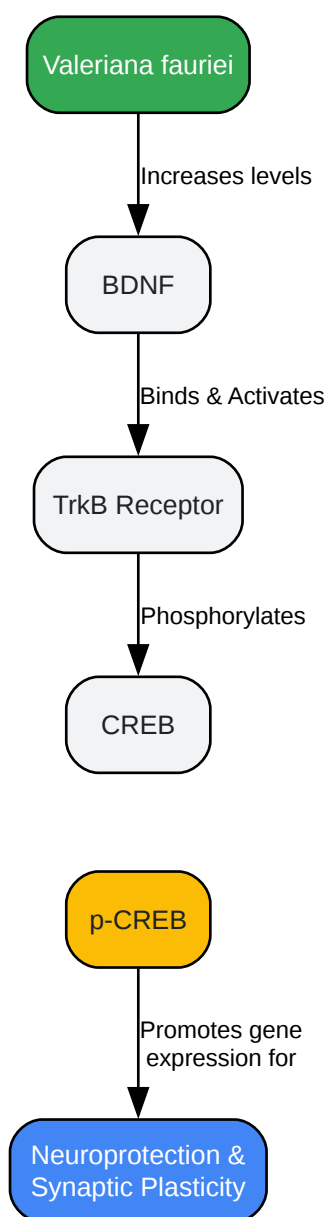 Valeriana fauriei
Increases levels
BDNF
Binds & Activates
TrkB Receptor
Phosphorylates
CREB
p-CREB
Promotes gene
expression for
Neuroprotection &
Synaptic Plasticity